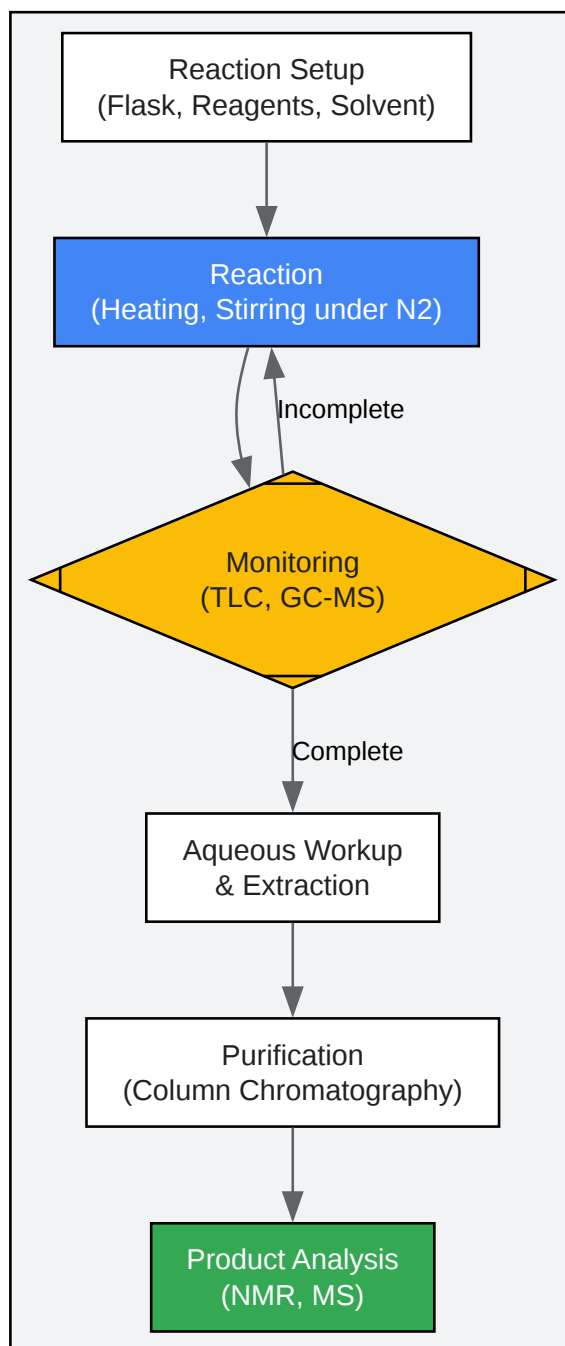 Reaction Setup
(Flask, Reagents, Solvent)
Reaction
(Heating, Stirring under N2)
Incomplete
Monitoring
(TLC, GC-MS)
Complete
Aqueous Workup
& Extraction
Purification
(Column Chromatography)
Product Analysis
(NMR, MS)